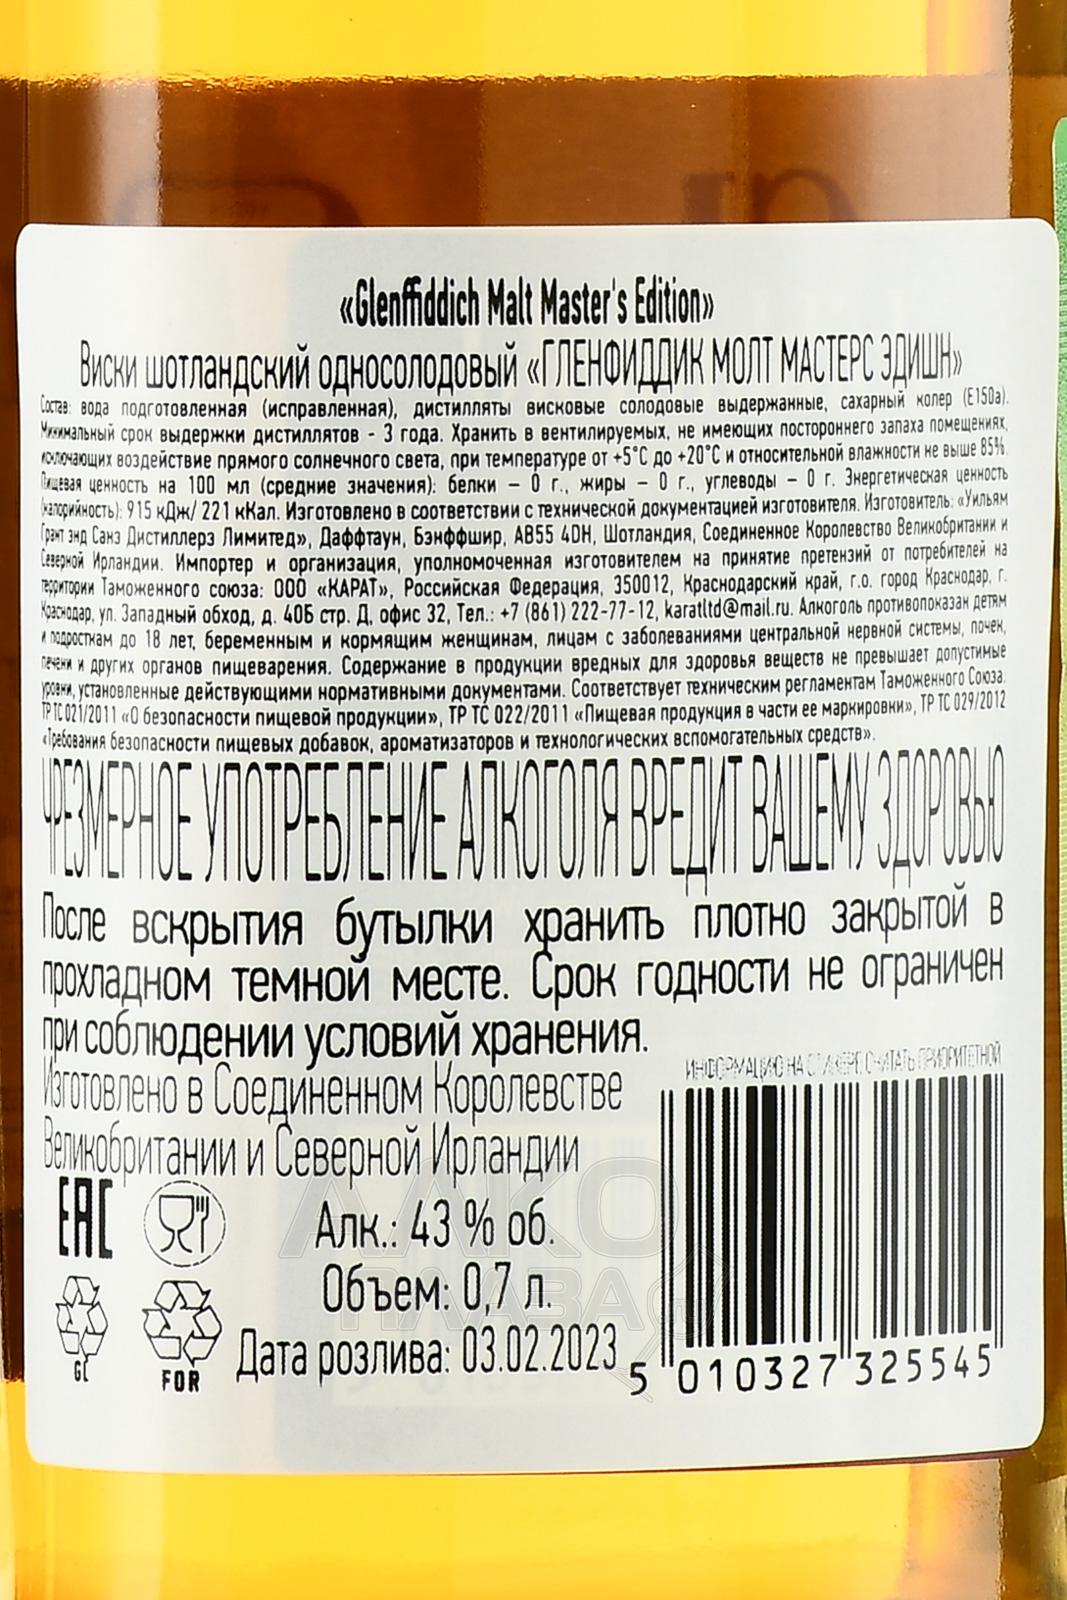 «Glenffiddich Malt Master's Edition»
Виски шотландский односолодовый «ГЛЕНФИДДИК МОЛТ МАСТЕРС ЭДИШН»
Состав: вода подготовленная (исправленная), дистилляты висковые солодовые выдержанные, сахарный колер (Е150а).
Минимальный срок выдержки дистиллятов - 3 года. Хранить в вентилируемых, не имеющих постороннего запаха помещениях,
исключающих воздействие прямого солнечного света, при температуре от +5°С до +20°С и относительной влажности не выше 85%.
Пищевая ценность на 100 мл (средние значения): белки – 0 г., жиры – 0 г., углеводы – 0 г. Энергетическая ценность
(калорийность): 915 кДж/ 221 кКал. Изготовлено в соответствии с технической документацией изготовителя. Изготовитель: «Уильям
Грант энд Санз Дистиллерз Лимитед», Даффтаун, Бэнффшир, АВ55 4DH, Шотландия, Соединенное Королевство Великобритании и
Северной Ирландии. Импортер и организация, уполномоченная изготовителем на принятие претензий от потребителей на
территории Таможенного союза: ООО «КАРАТ», Российская Федерация, 350012, Краснодарский край, г.о. город Краснодар, г.
Краснодар, ул. Западный обход, д. 40Б стр. Д, офис 32, Тел.: +7 (861) 222-77-12, karatltd@mail.ru. Алкоголь противопоказан детям
и подросткам до 18 лет, беременным и кормящим женщинам, лицам с заболеваниями центральной нервной системы, почек,
печени и других органов пищеварения. Содержание в продукции вредных для здоровья веществ не превышает допустимые
уровни, установленные действующими нормативными документами. Соответствует техническим регламентам Таможенного Союза:
ТР ТС 021/2011 «О безопасности пищевой продукции», ТР ТС 022/2011 «Пищевая продукция в части ее маркировки», ТР ТС 029/2012
«Требования безопасности пищевых добавок, ароматизаторов и технологических вспомогательных средств».
ЧРЕЗМЕРНОЕ УПОТРЕБЛЕНИЕ АЛКОГОЛЯ ВРЕДИТ ВАШЕМУ ЗДОРОВЬЮ
После вскрытия бутылки хранить плотно закрытой в
прохладном темной месте. Срок годности не ограничен
при соблюдении условий хранения.
ИНФОРМАЦИЮ НА СТИКЕРЕ СЧИТАТЬ ПРИОРИТЕТНОЙ
Изготовлено в Соединенном Королевстве
Великобритании и Северной Ирландии
ЕАС
Алк.: 43 % об.
Объем: 0,7 л.
Дата розлива: 03.02.2023
GL
FOR
5 010327 325545
АЛКО
ПЛАВА